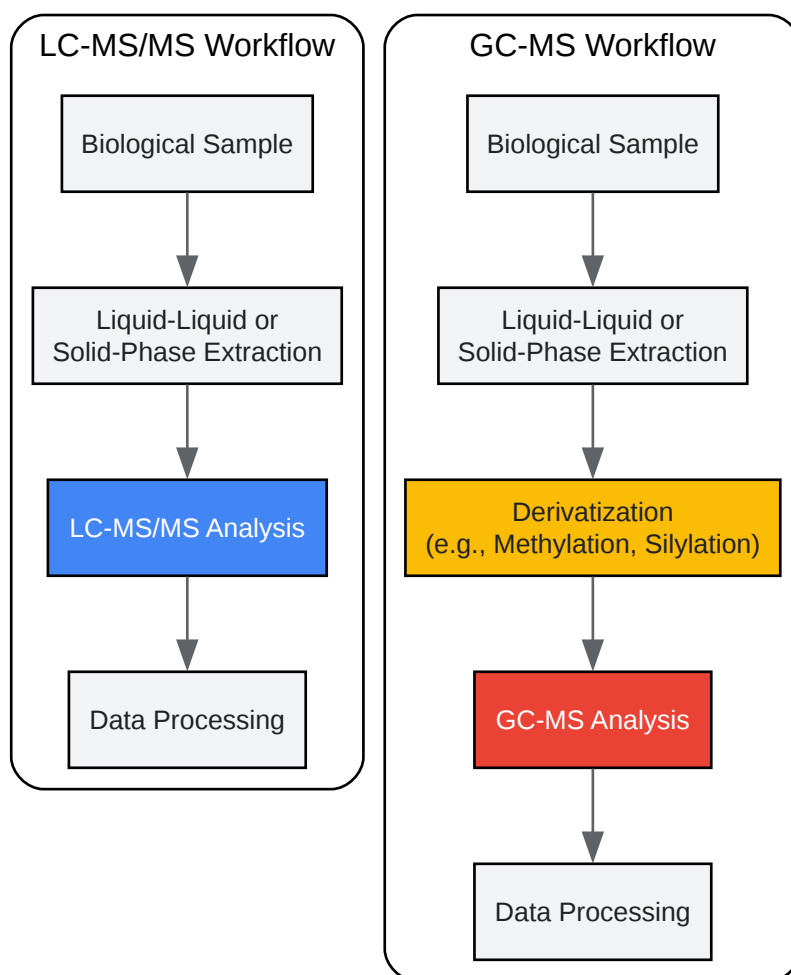 LC-MS/MS Workflow
Biological Sample
Liquid-Liquid or
Solid-Phase Extraction
LC-MS/MS Analysis
Data Processing
GC-MS Workflow
Biological Sample
Liquid-Liquid or
Solid-Phase Extraction
Derivatization
(e.g., Methylation, Silylation)
GC-MS Analysis
Data Processing